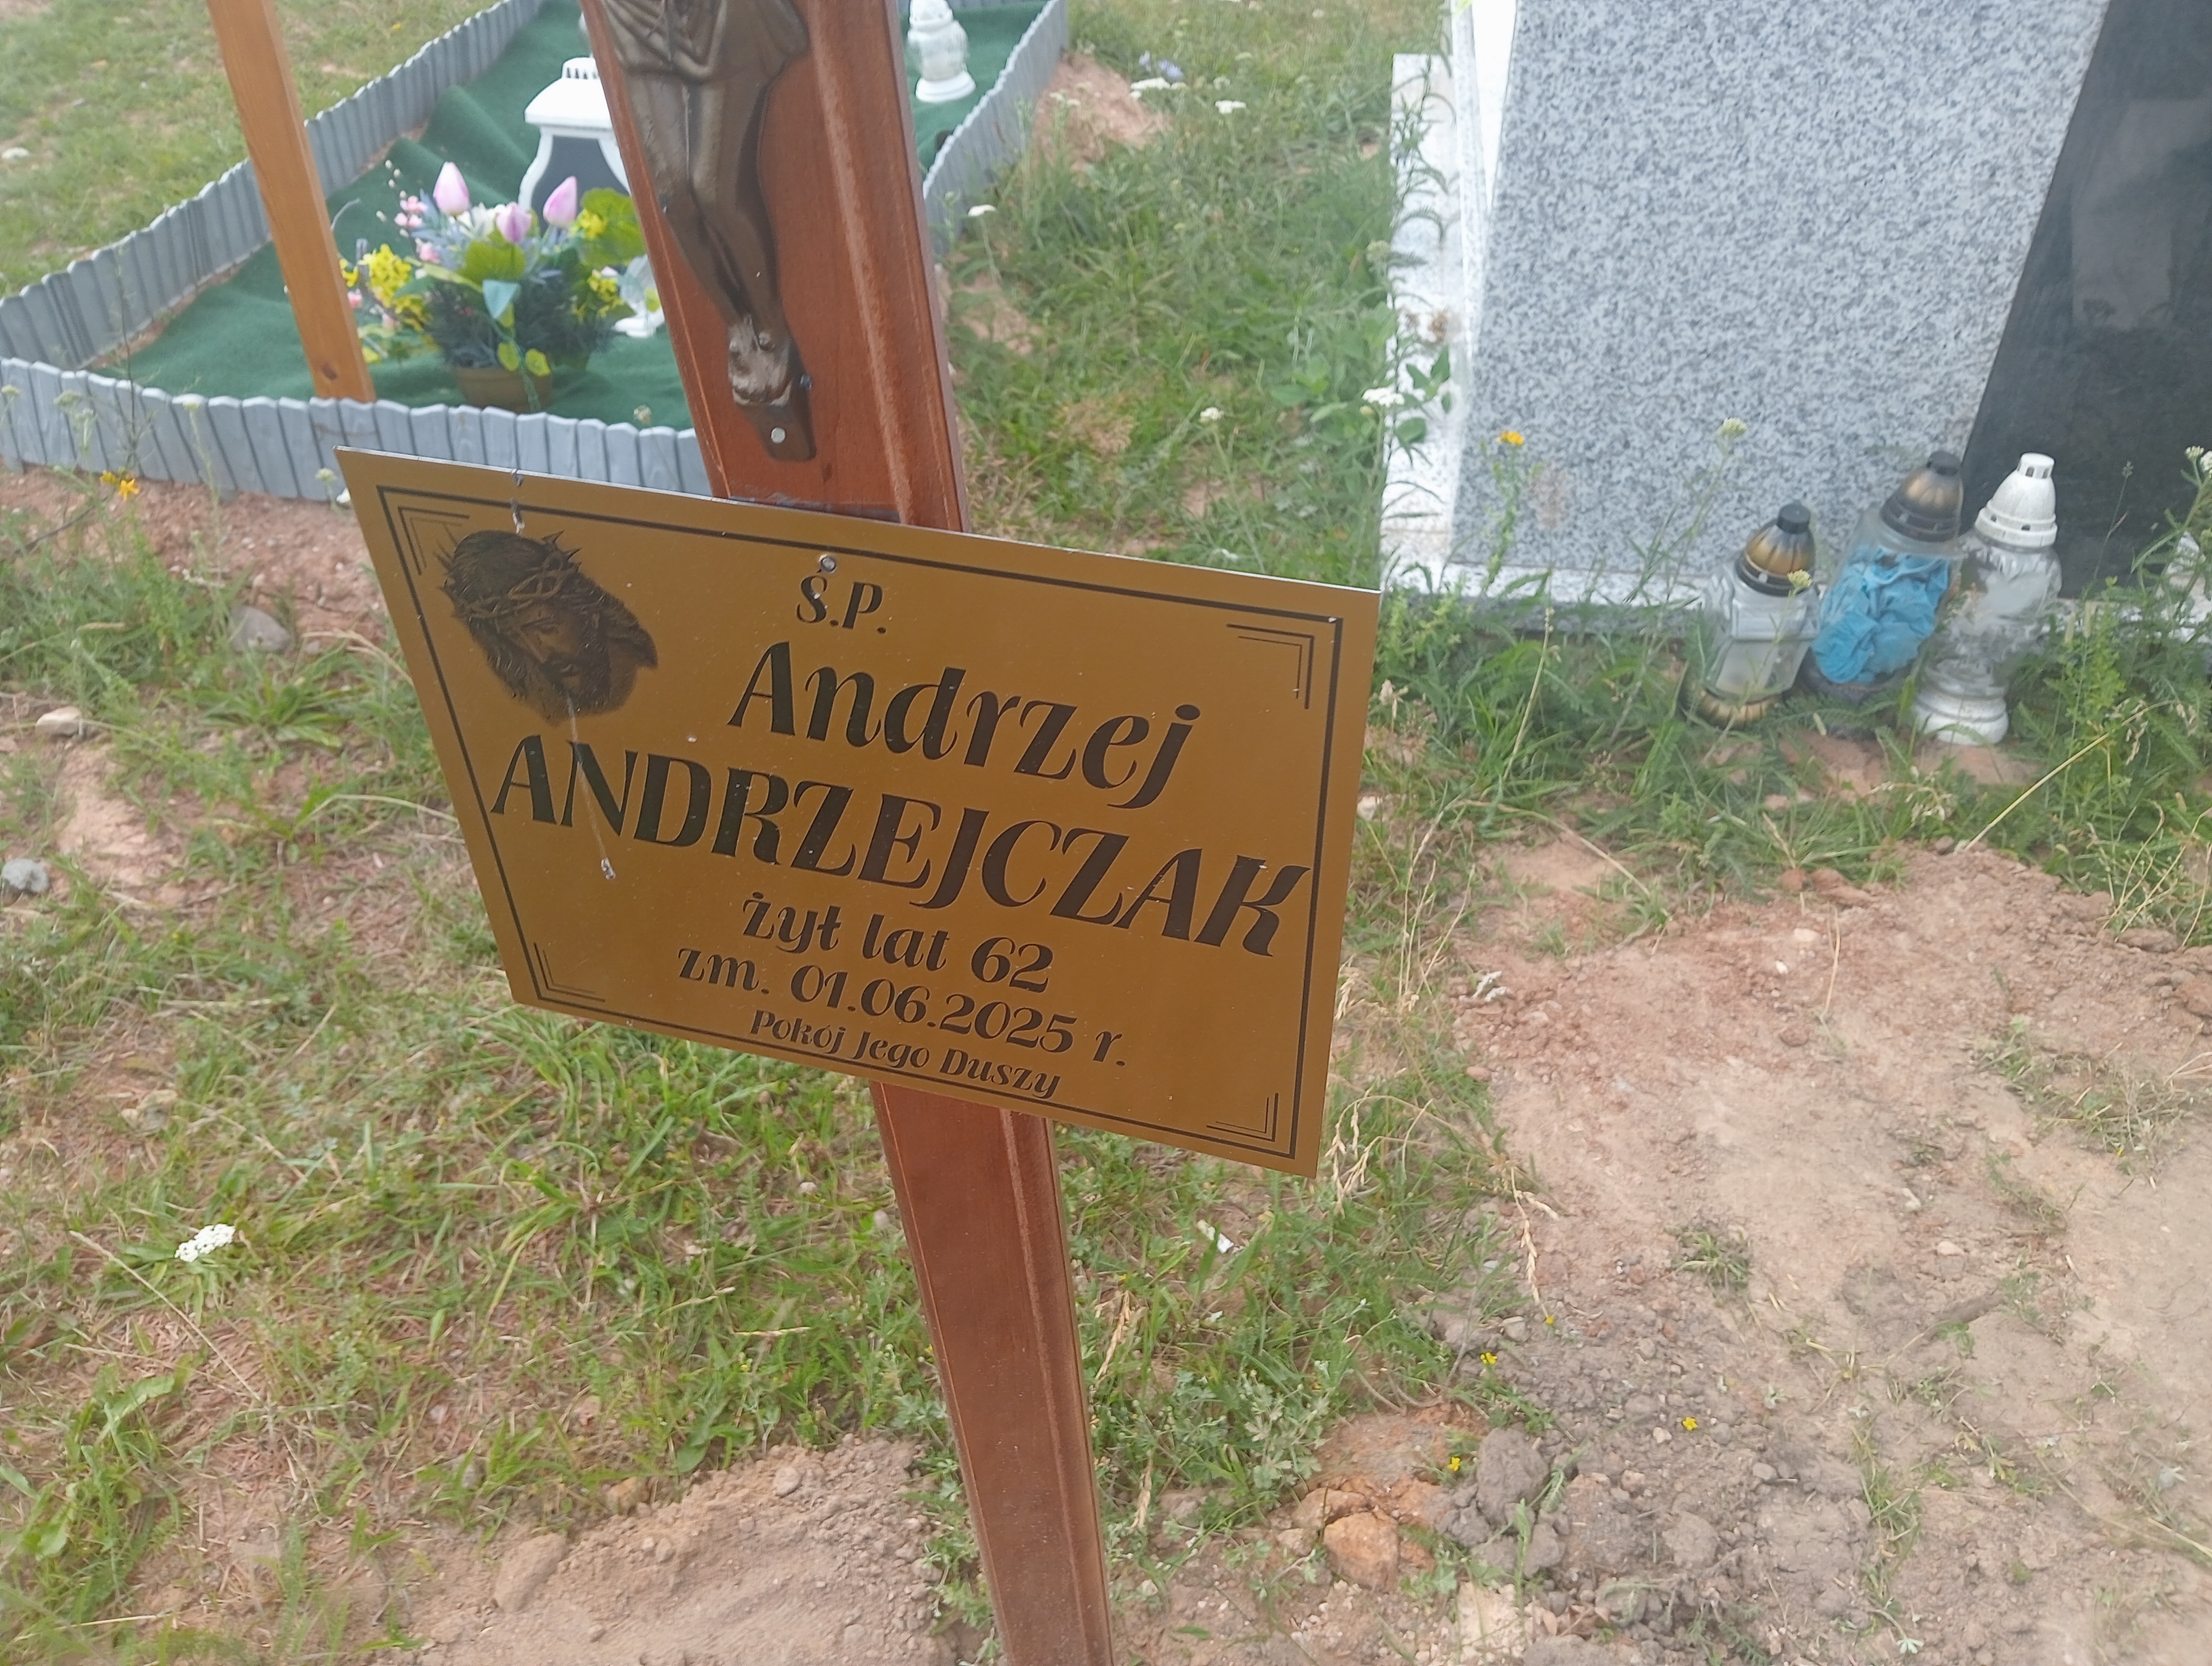 Ś.P.
Andrzej
ANDRZEJCZAK
żył lat 62
zm. 01.06.2025 r.
Pokój Jego Duszy